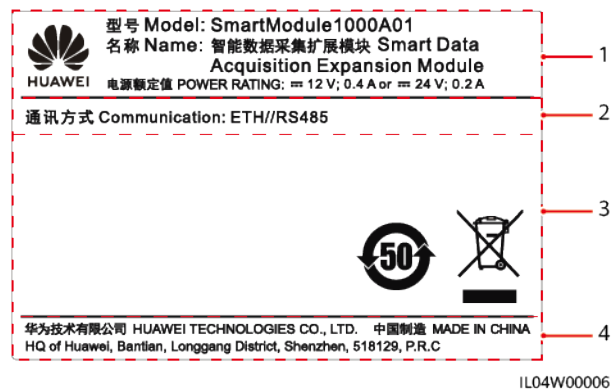 型号 Model: SmartModule1000A01
名称 Name: 智能数据采集扩展模块 Smart Data
Acquisition Expansion Module
HUAWEI
电源额定值 POWER RATING: ⎓ 12 V; 0.4 A or ⎓ 24 V; 0.2 A
1
通讯方式 Communication: ETH//RS485
2
3
50
华为技术有限公司 HUAWEI TECHNOLOGIES CO., LTD. 中国制造 MADE IN CHINA
HQ of Huawei, Bantian, Longgang District, Shenzhen, 518129, P.R.C
4
IL04W00006